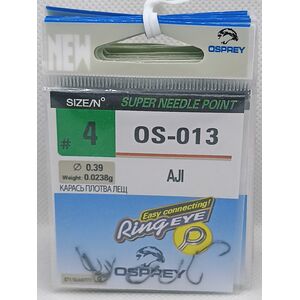 NEW
OSPREY
SIZE/N°
SUPER NEEDLE POINT
# 4
OS-013
Ø 0.39
Weight: 0.0238g
AJI
КАРАСЬ ПЛОТВА ЛЕЩ
Easy connecting!
Ring EYE
OSPREY